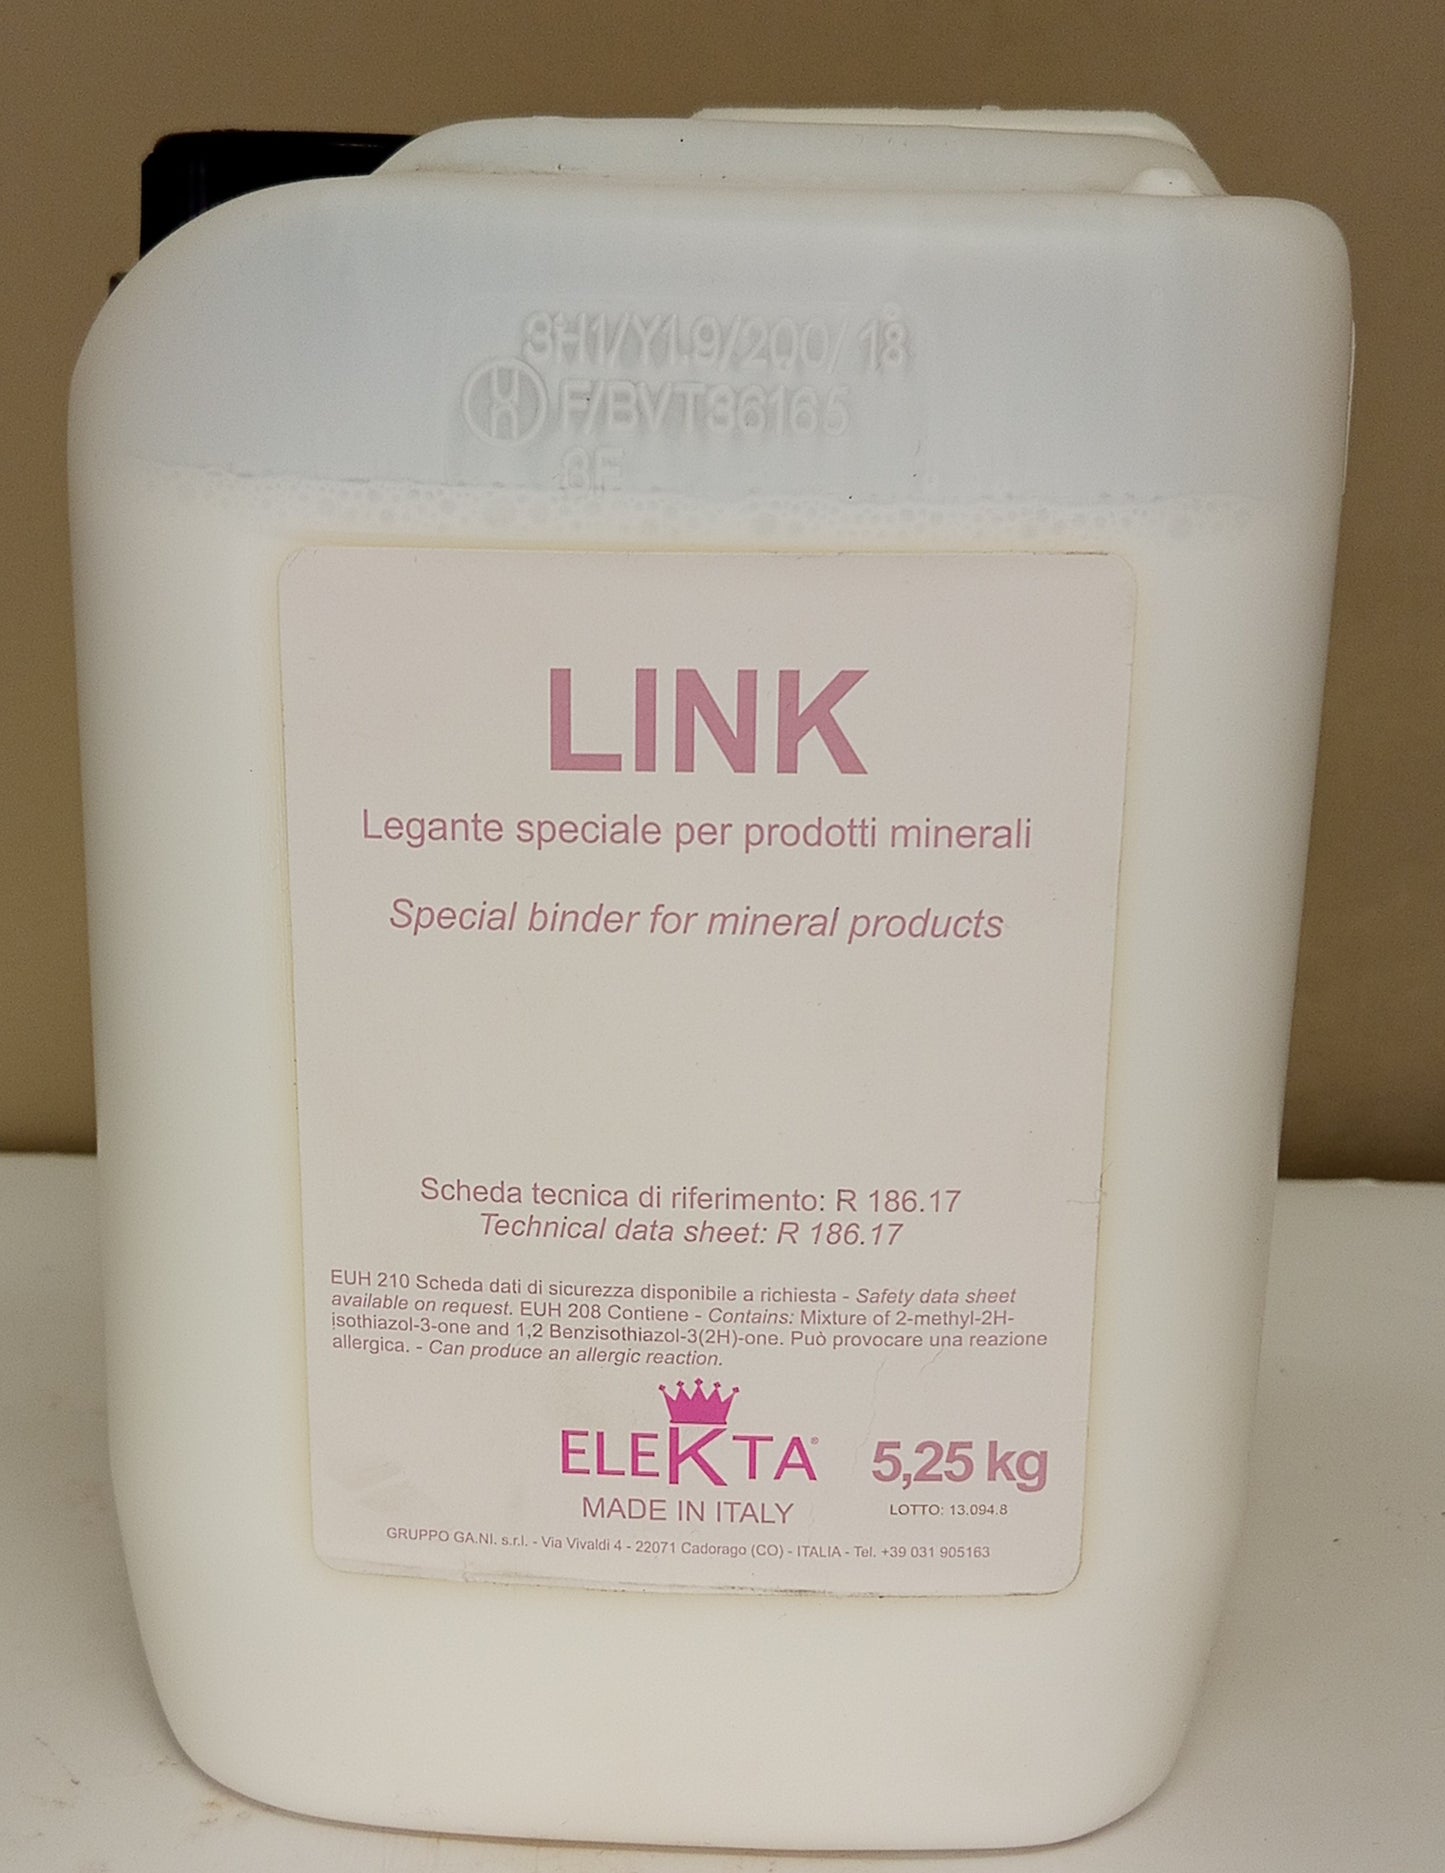 3H1/Y1.9/200/18
UN F/BVT36165
8F
LINK
Legante speciale per prodotti minerali
Special binder for mineral products
Scheda tecnica di riferimento: R 186.17
Technical data sheet: R 186.17
EUH 210 Scheda dati di sicurezza disponibile a richiesta - Safety data sheet
available on request. EUH 208 Contiene - Contains: Mixture of 2-methyl-2H-
isothiazol-3-one and 1,2 Benzisothiazol-3(2H)-one. Può provocare una reazione
allergica. - Can produce an allergic reaction.
ELEKTA®
5,25 kg
MADE IN ITALY
LOTTO: 13.094.8
GRUPPO GA.NI. s.r.l. - Via Vivaldi 4 - 22071 Cadorago (CO) - ITALIA - Tel. +39 031 905163